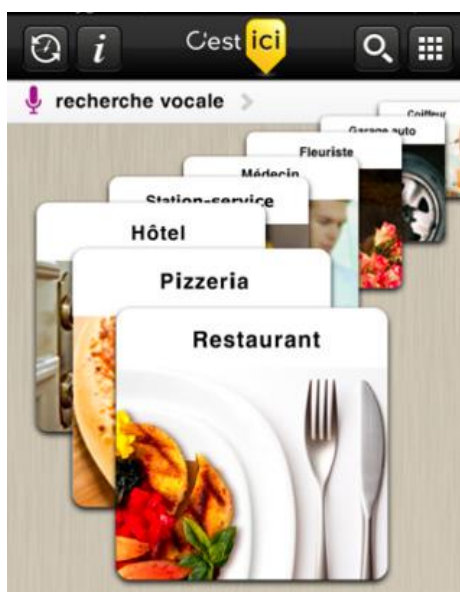 C'est ici
recherche vocale
Coiffeur
Garage auto
Fleuriste
Médecin
Station-service
Hôtel
Pizzeria
Restaurant